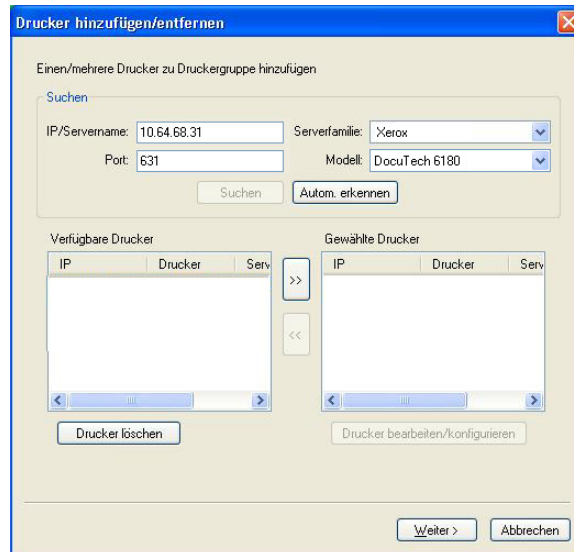 Drucker hinzufügen/entfernen
Einen/mehrere Drucker zu Druckergruppe hinzufügen
Suchen
IP/Servername: 10.64.68.31 Serverfamilie: Xerox
Port: 631 Modell: DocuTech 6180
Suchen Autom. erkennen
Verfügbare Drucker Gewählte Drucker
IP Drucker Serv IP Drucker Serv
>>
<<
Drucker löschen Drucker bearbeiten/konfigurieren
Weiter > Abbrechen